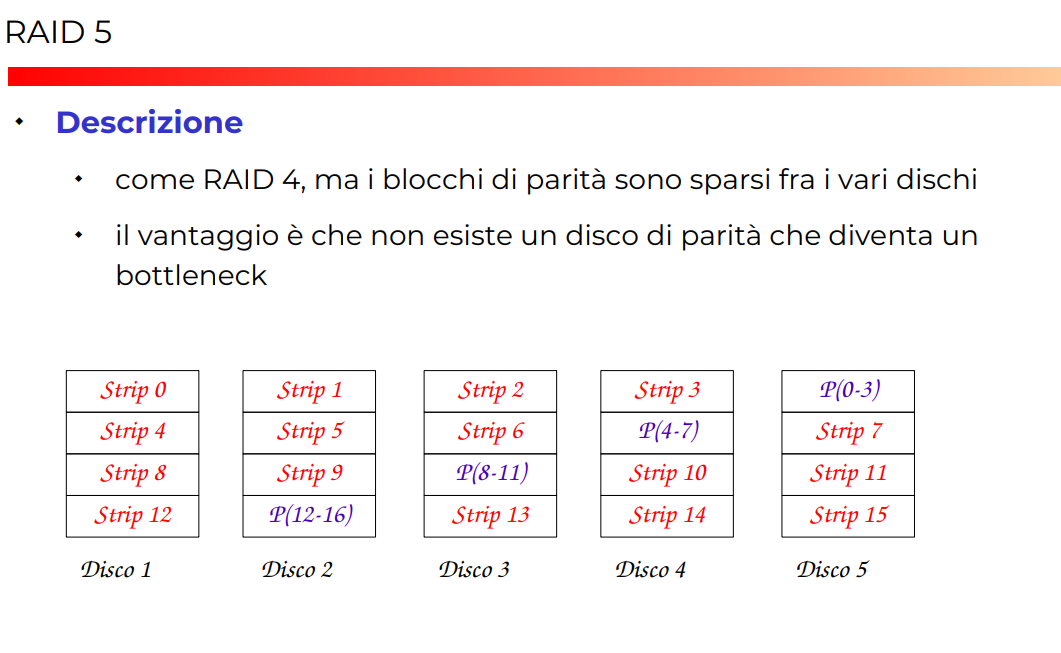 RAID 5
Descrizione
come RAID 4, ma i blocchi di parità sono sparsi fra i vari dischi
il vantaggio è che non esiste un disco di parità che diventa un
bottleneck
Strip 0 Strip 1 Strip 2 Strip 3 P(0-3)
Strip 4 Strip 5 Strip 6 P(4-7) Strip 7
Strip 8 Strip 9 P(8-11) Strip 10 Strip 11
Strip 12 P(12-16) Strip 13 Strip 14 Strip 15
Disco 1 Disco 2 Disco 3 Disco 4 Disco 5